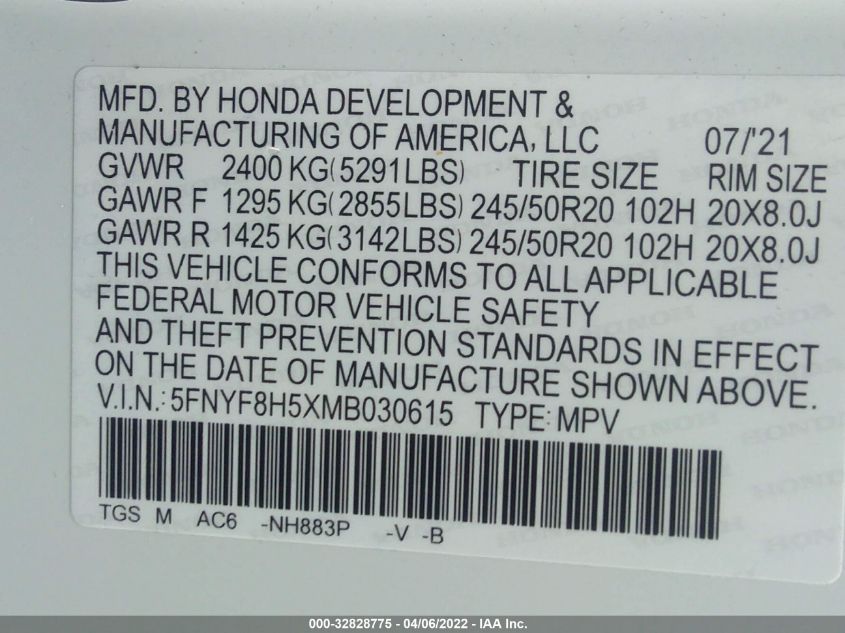 MFD. BY HONDA DEVELOPMENT &
MANUFACTURING OF AMERICA, LLC 07/'21
GVWR 2400 KG(5291LBS) TIRE SIZE RIM SIZE
GAWR F 1295 KG(2855LBS) 245/50R20 102H 20X8.0J
GAWR R 1425 KG(3142LBS) 245/50R20 102H 20X8.0J
THIS VEHICLE CONFORMS TO ALL APPLICABLE
FEDERAL MOTOR VEHICLE SAFETY
AND THEFT PREVENTION STANDARDS IN EFFECT
ON THE DATE OF MANUFACTURE SHOWN ABOVE.
V.I.N.: 5FNYF8H5XMB030615 TYPE: MPV
TGS M AC6 -NH883P -V -B
000-32828775 - 04/06/2022 - IAA Inc.